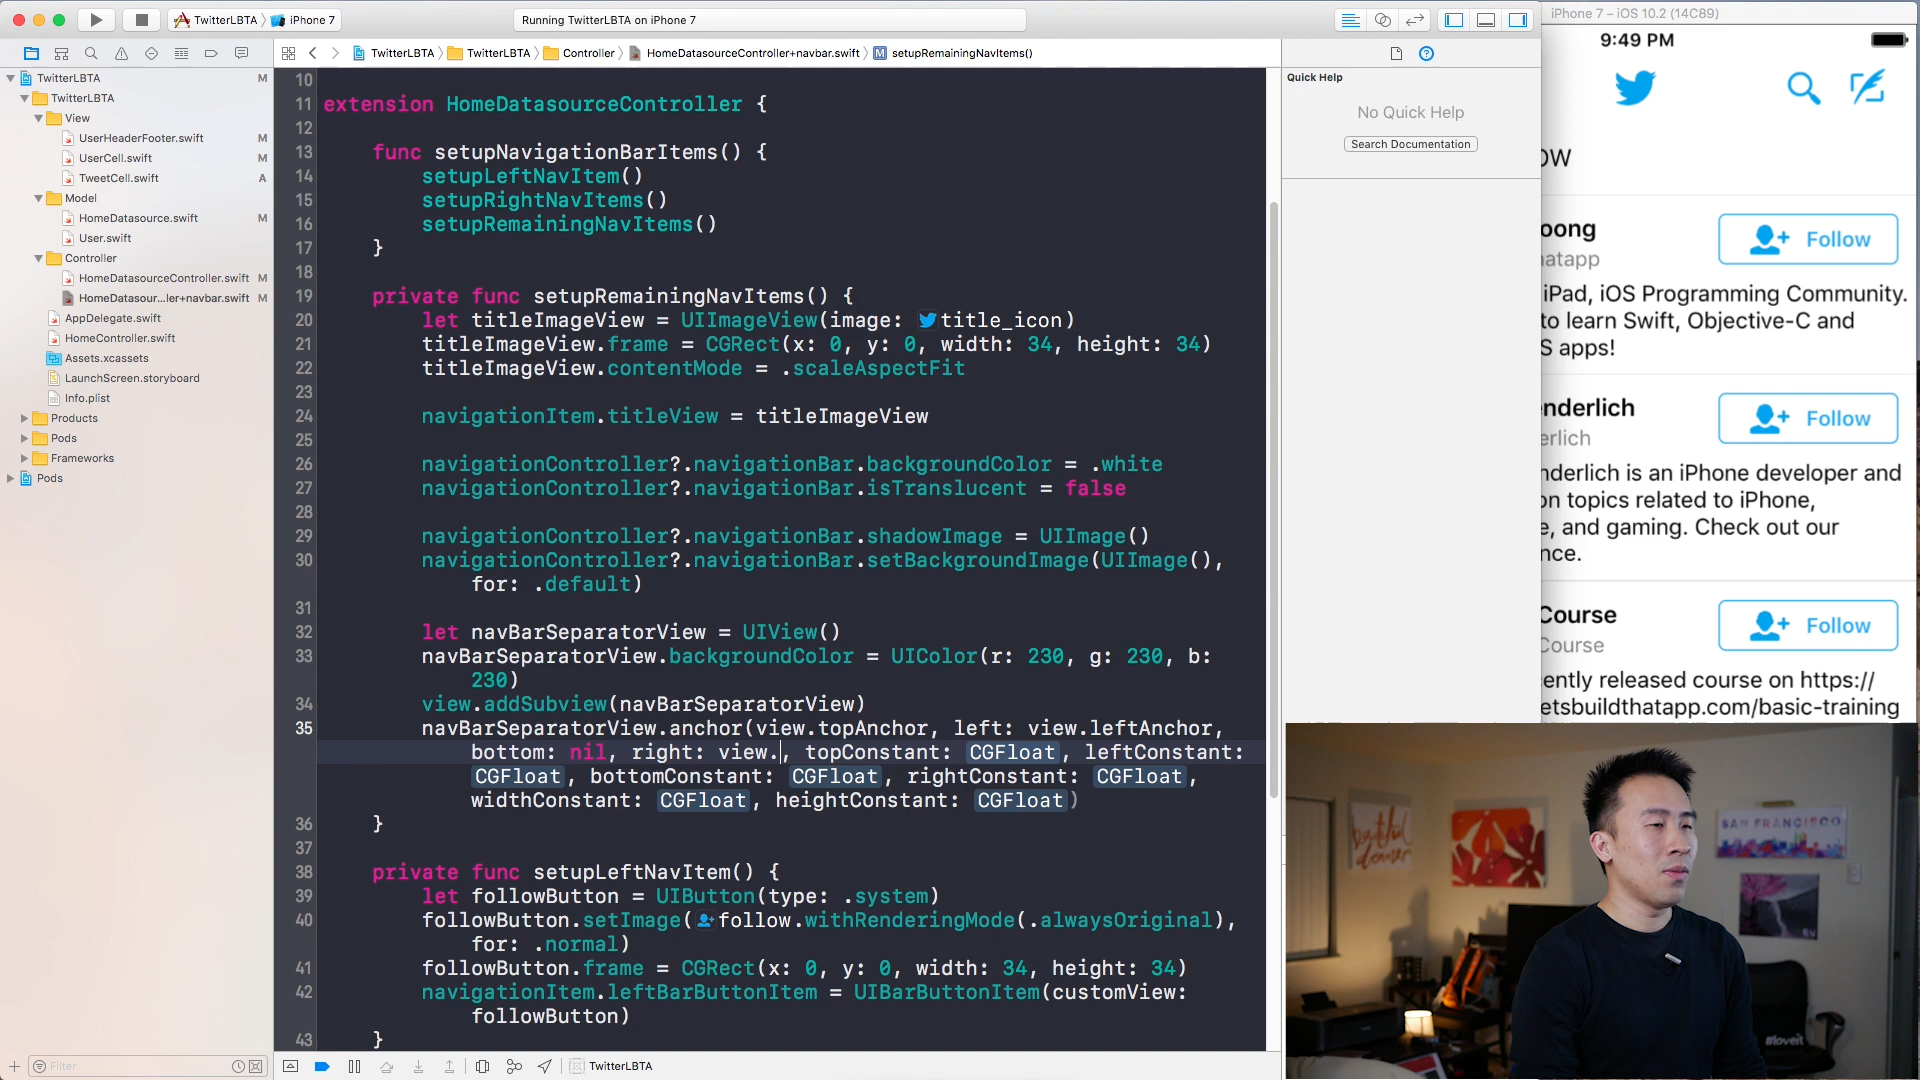 TwitterLBTA 〉 iPhone 7
Running TwitterLBTA on iPhone 7
iPhone 7 – iOS 10.2 (14C89)
TwitterLBTA 〉 TwitterLBTA 〉 Controller 〉 HomeDatasourceController+navbar.swift 〉 M setupRemainingNavItems()
TwitterLBTA M
TwitterLBTA
View
UserHeaderFooter.swift M
UserCell.swift M
TweetCell.swift A
Model
HomeDatasource.swift M
User.swift
Controller
HomeDatasourceController.swift M
HomeDatasour...ler+navbar.swift M
AppDelegate.swift
HomeController.swift
Assets.xcassets
LaunchScreen.storyboard
Info.plist
Products
Pods
Frameworks
Pods
Filter
10
11 extension HomeDatasourceController {
12
13 func setupNavigationBarItems() {
14 setupLeftNavItem()
15 setupRightNavItems()
16 setupRemainingNavItems()
17 }
18
19 private func setupRemainingNavItems() {
20 let titleImageView = UIImageView(image: title_icon)
21 titleImageView.frame = CGRect(x: 0, y: 0, width: 34, height: 34)
22 titleImageView.contentMode = .scaleAspectFit
23
24 navigationItem.titleView = titleImageView
25
26 navigationController?.navigationBar.backgroundColor = .white
27 navigationController?.navigationBar.isTranslucent = false
28
29 navigationController?.navigationBar.shadowImage = UIImage()
30 navigationController?.navigationBar.setBackgroundImage(UIImage(),
for: .default)
31
32 let navBarSeparatorView = UIView()
33 navBarSeparatorView.backgroundColor = UIColor(r: 230, g: 230, b:
230)
34 view.addSubview(navBarSeparatorView)
35 navBarSeparatorView.anchor(view.topAnchor, left: view.leftAnchor,
bottom: nil, right: view., topConstant: CGFloat, leftConstant:
CGFloat, bottomConstant: CGFloat, rightConstant: CGFloat,
widthConstant: CGFloat, heightConstant: CGFloat)
36 }
37
38 private func setupLeftNavItem() {
39 let followButton = UIButton(type: .system)
40 followButton.setImage(follow.withRenderingMode(.alwaysOriginal),
for: .normal)
41 followButton.frame = CGRect(x: 0, y: 0, width: 34, height: 34)
42 navigationItem.leftBarButtonItem = UIBarButtonItem(customView:
followButton)
43 }
TwitterLBTA
Quick Help
No Quick Help
Search Documentation
9:49 PM
OW
oong
Follow
atapp
iPad, iOS Programming Community.
to learn Swift, Objective-C and
S apps!
nderlich
Follow
erlich
nderlich is an iPhone developer and
on topics related to iPhone,
e, and gaming. Check out our
nce.
Course
Follow
Course
ently released course on https://
etsbuildthatapp.com/basic-training
beautiful
SAN FRANCISCO
#loveit